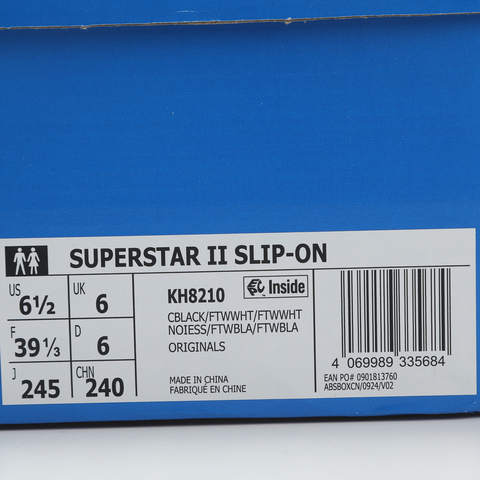 SUPERSTAR II SLIP-ON
US 6½ UK 6
F 39⅓ D 6
J 245 CHN 240
KH8210 Inside
CBLACK/FTWWHT/FTWWHT
NOIESS/FTWBLA/FTWBLA
ORIGINALS
MADE IN CHINA
FABRIQUÉ EN CHINE
4 069989 335684
EAN PO# 0901813760
ABSBOXCN/0924/V02